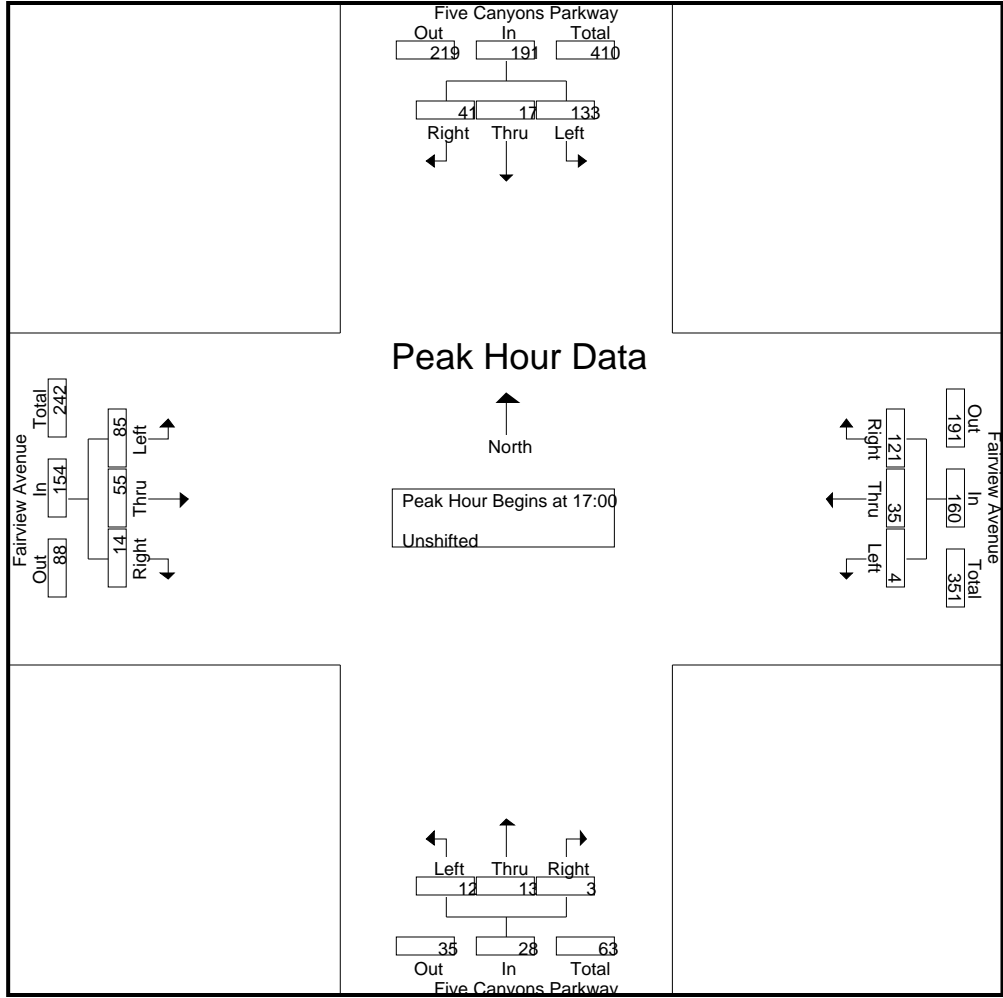 Five Canyons Parkway
Out In Total
219 191 410
41 17 133
Right Thru Left
Peak Hour Data
North
Peak Hour Begins at 17:00
Unshifted
Fairview Avenue
Total In Out
242 154 88
85 55 14
Left Thru Right
Fairview Avenue
Out In Total
191 160 351
121 35 4
Right Thru Left
Left Thru Right
12 13 3
35 28 63
Out In Total
Five Canyons Parkway